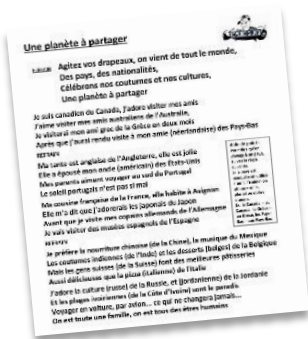 Une planète à partager
Agitez vos drapeaux, on vient de tout le monde,
Des pays, des nationalités,
Célébrons nos coutumes et nos cultures,
Une planète à partager
Je suis canadien du Canada, J'adore visiter mes amis
J'aime visiter mes amis australiens de l'Australie,
Je visiterai mon ami grec de la Grèce en deux mois
Après que j'aurai rendu visite à mon amie (néerlandaise) des Pays-Bas
REFRAIN
Ma tante est anglaise de l'Angleterre, elle est jolie
Elle a épousé mon oncle (américain) des États-Unis
Mes parents aiment voyager au sud du Portugal
Le soleil portugais n'est pas si mal
Ma cousine française de la France, elle habite à Avignon
Elle m'a dit que j'adorerais les japonais du Japon
Avant que je visite mes copains allemands de l'Allemagne
Je vais visiter des musées espagnols de l'Espagne
REFRAIN
Je préfère la nourriture chinoise (de la Chine), la musique du Mexique
Les costumes indiennes (de l'Inde) et les desserts (belges) de la Belgique
Mais les gens suisses (de la Suisse) font des meilleures pâtisseries
Aussi délicieuses que la pizza (italienne) de l'Italie
J'adore la culture (russe) de la Russie, et (jordanienne) de la Jordanie
Et les plages ivoiriennes (de la Côte d'Ivoire) sont le paradis
Voyager en voiture, par avion... ce qui ne changera jamais...
On est toute une famille, on est tous des êtres humains